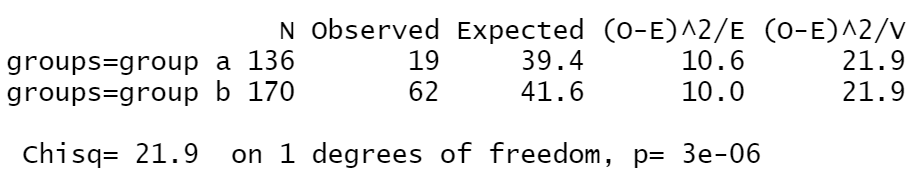 N Observed Expected (O-E)^2/E (O-E)^2/V
groups=group a 136 19 39.4 10.6 21.9
groups=group b 170 62 41.6 10.0 21.9
Chisq= 21.9 on 1 degrees of freedom, p= 3e-06